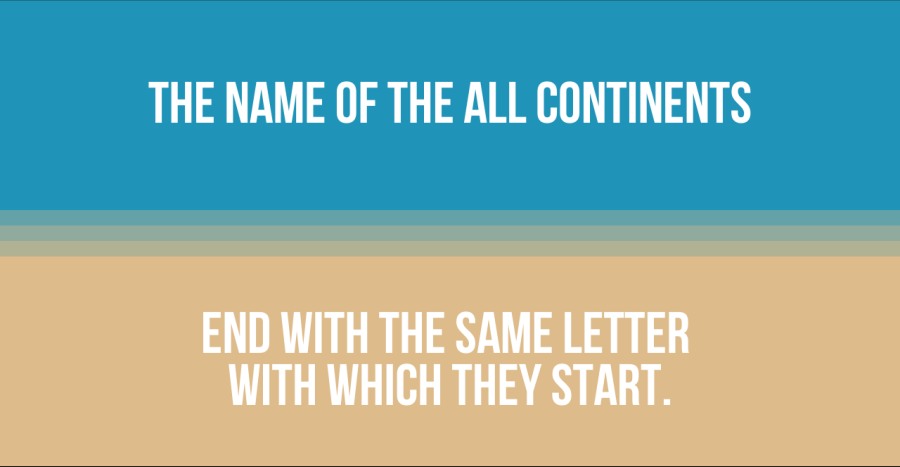 THE NAME OF THE ALL CONTINENTS
END WITH THE SAME LETTER
WITH WHICH THEY START.